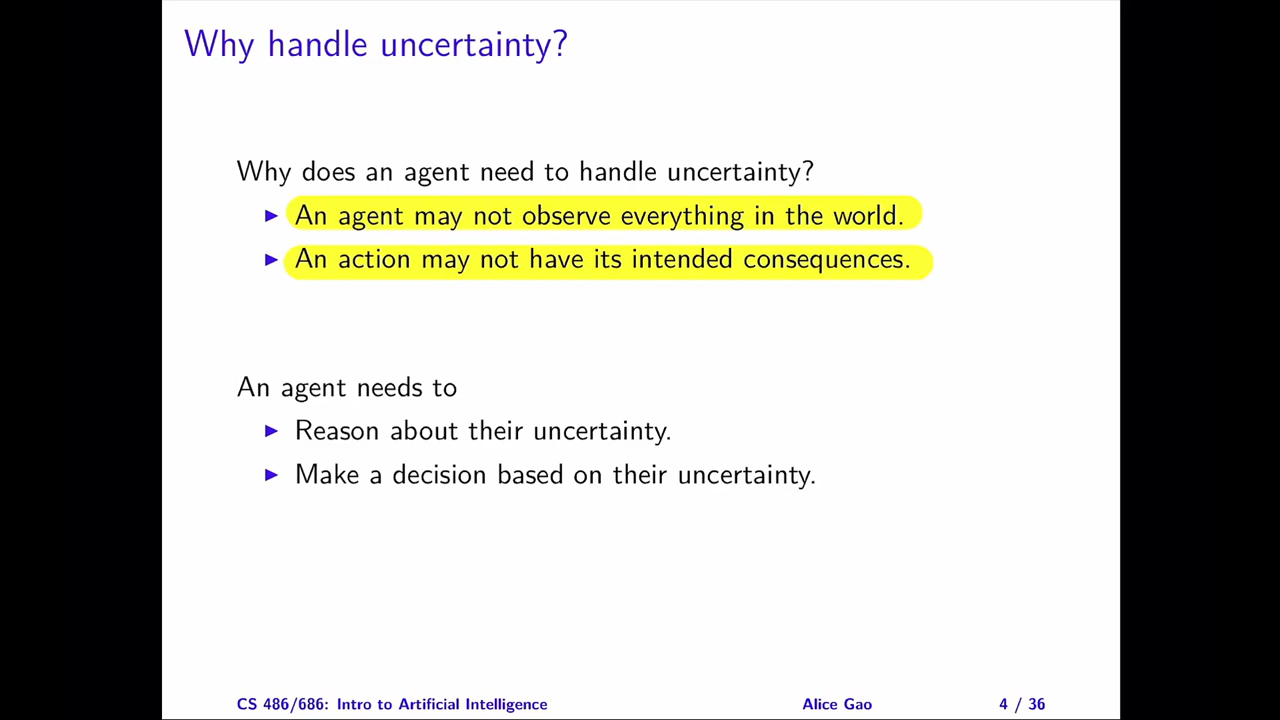 Why handle uncertainty?
Why does an agent need to handle uncertainty?
▶ An agent may not observe everything in the world.
▶ An action may not have its intended consequences.
An agent needs to
▶ Reason about their uncertainty.
▶ Make a decision based on their uncertainty.
CS 486/686: Intro to Artificial Intelligence Alice Gao 4 / 36